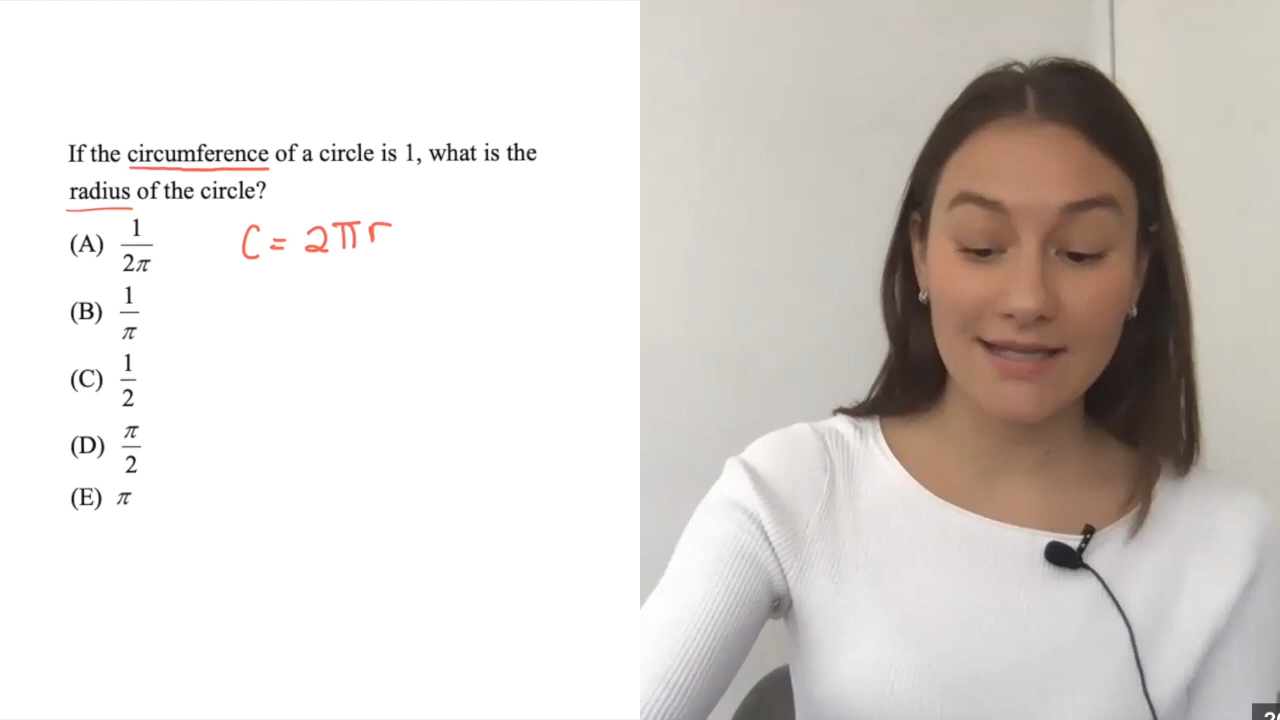 If the circumference of a circle is 1, what is the
radius of the circle?
(A) 1/2π
C = 2πr
(B) 1/π
(C) 1/2
(D) π/2
(E) π